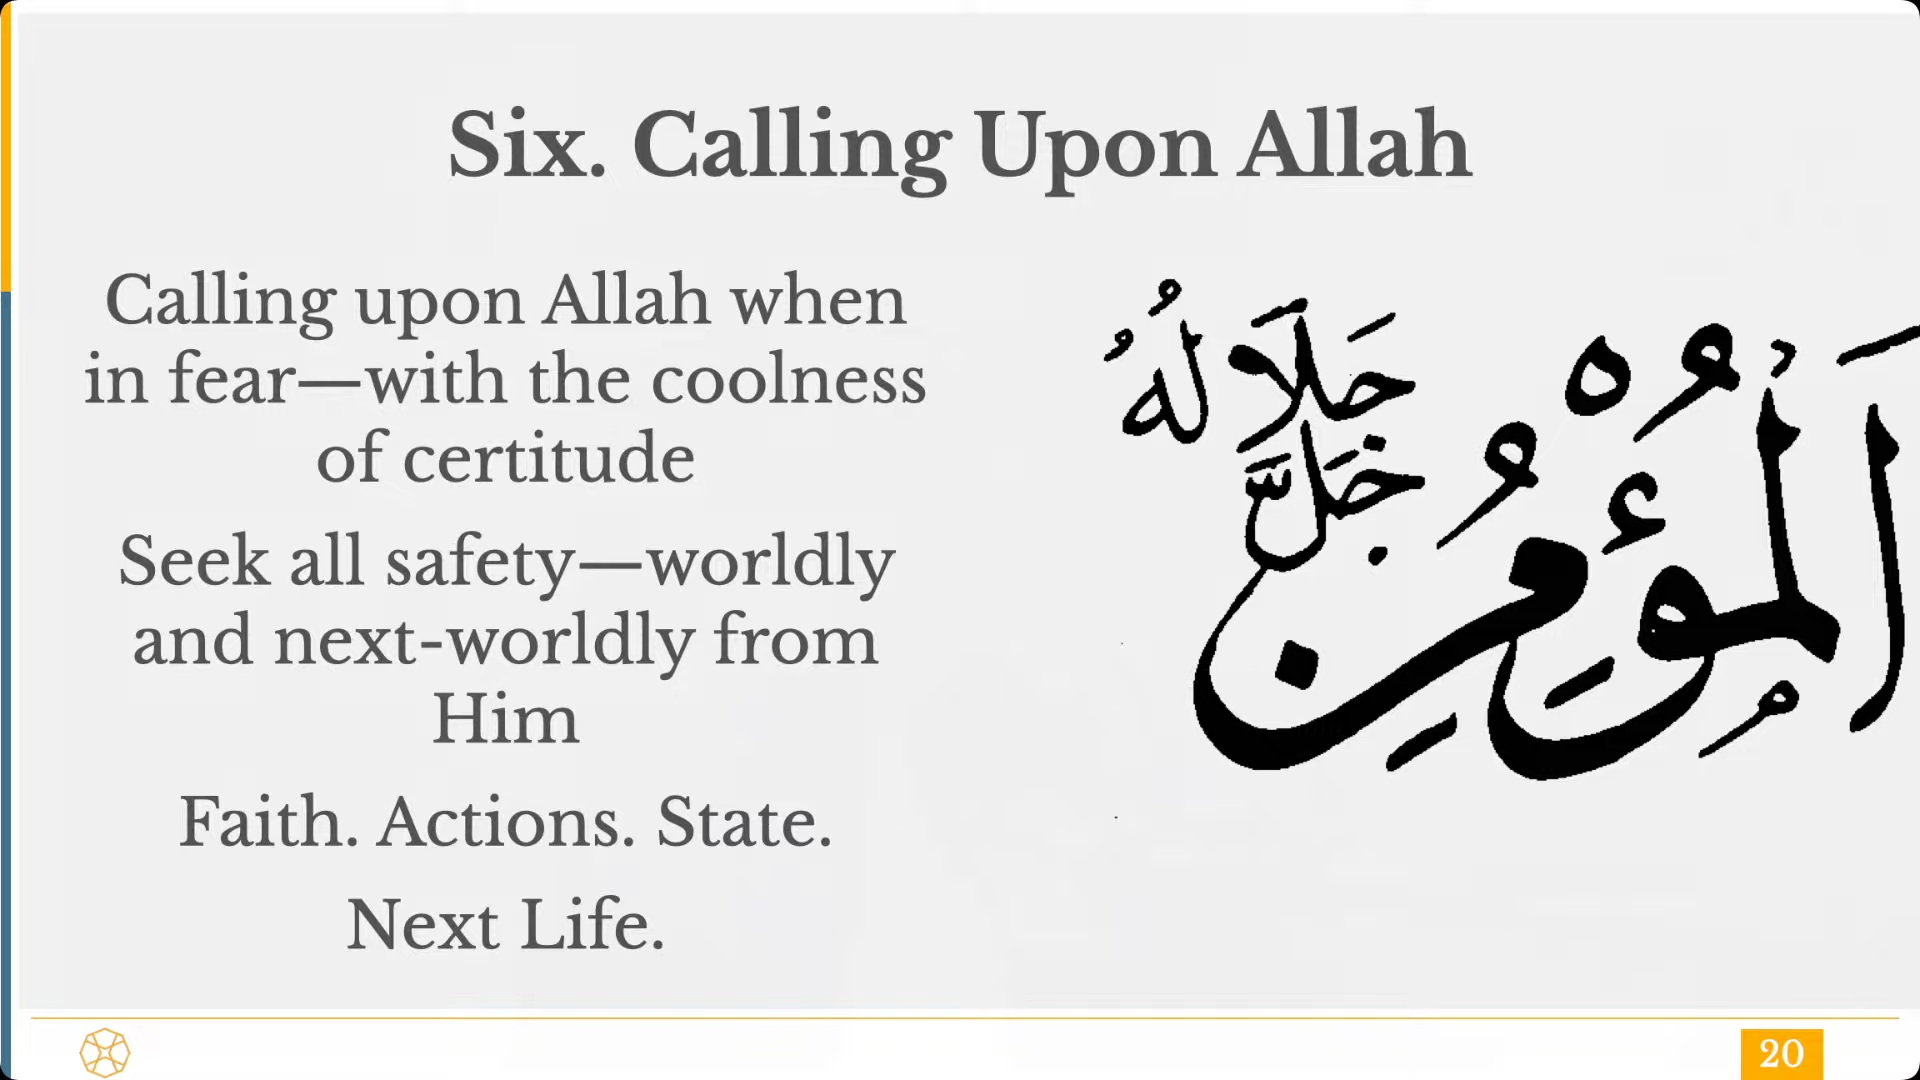 Six. Calling Upon Allah
Calling upon Allah when
in fear—with the coolness
of certitude
Seek all safety—worldly
and next-worldly from
Him
Faith. Actions. State.
Next Life.
اَلْمُؤْمِنُ
جَلَّ جَلَالُهُ
20